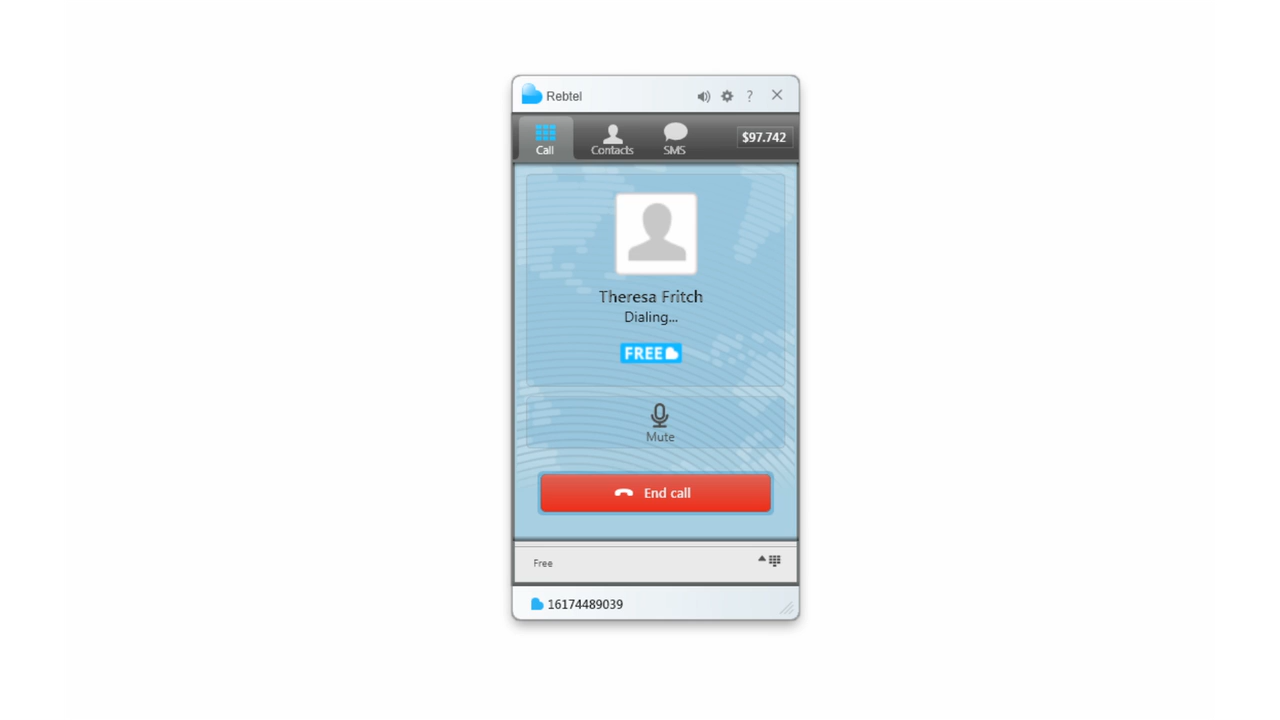 Rebtel
?
Call
Contacts
SMS
$97.742
Theresa Fritch
Dialing...
FREE
Mute
End call
Free
16174489039